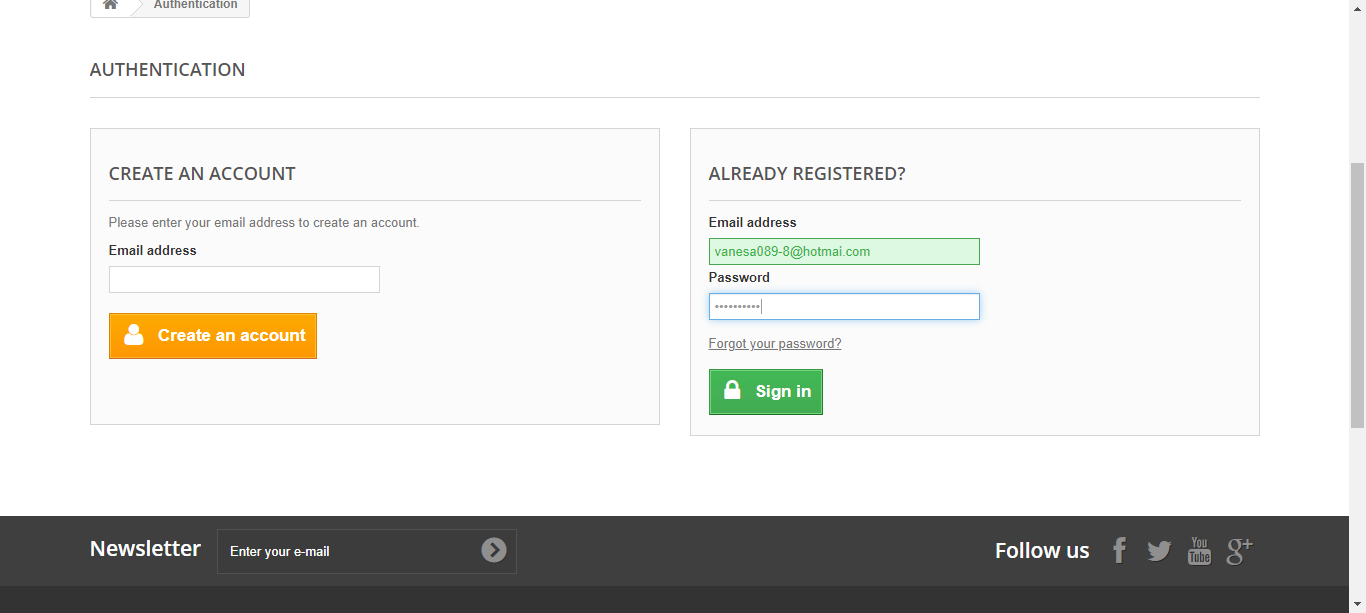 Authentication
AUTHENTICATION
CREATE AN ACCOUNT
Please enter your email address to create an account.
Email address
Create an account
ALREADY REGISTERED?
Email address
vanesa089-8@hotmai.com
Password
••••••••••
Forgot your password?
Sign in
Newsletter
Enter your e-mail
Follow us
You
Tube
g+